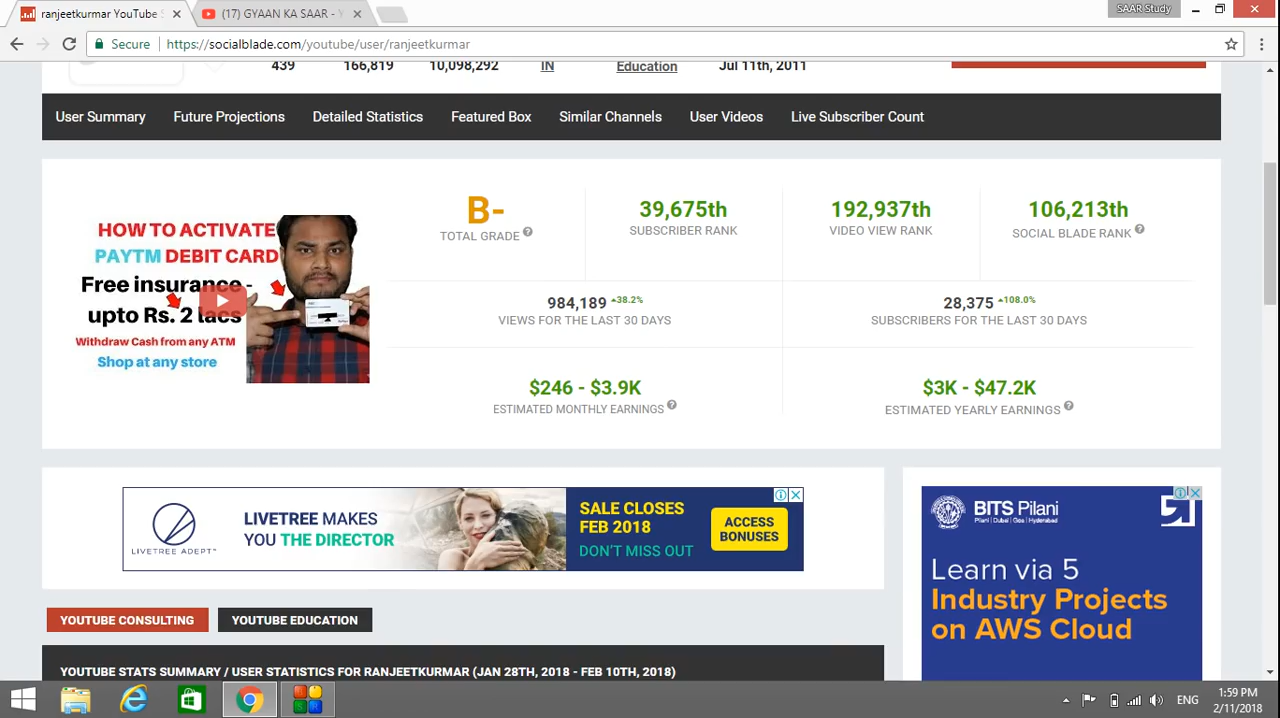 ranjeetkurmar YouTube S
(17) GYAAN KA SAAR - Y
SAAR Study
Secure
https://socialblade.com/youtube/user/ranjeetkurmar
439
166,819
10,098,292
IN
Education
Jul 11th, 2011
User Summary
Future Projections
Detailed Statistics
Featured Box
Similar Channels
User Videos
Live Subscriber Count
HOW TO ACTIVATE
PAYTM DEBIT CARD
Free insurance -
upto Rs. 2 lacs
Withdraw Cash from any ATM
Shop at any store
B-
TOTAL GRADE
39,675th
SUBSCRIBER RANK
192,937th
VIDEO VIEW RANK
106,213th
SOCIAL BLADE RANK
984,189 38.2%
VIEWS FOR THE LAST 30 DAYS
28,375 108.0%
SUBSCRIBERS FOR THE LAST 30 DAYS
$246 - $3.9K
ESTIMATED MONTHLY EARNINGS
$3K - $47.2K
ESTIMATED YEARLY EARNINGS
LIVETREE ADEPT
LIVETREE MAKES
YOU THE DIRECTOR
SALE CLOSES
FEB 2018
DON'T MISS OUT
ACCESS
BONUSES
BITS Pilani
Pilani | Dubai | Goa | Hyderabad
Learn via 5
Industry Projects
on AWS Cloud
YOUTUBE CONSULTING
YOUTUBE EDUCATION
YOUTUBE STATS SUMMARY / USER STATISTICS FOR RANJEETKURMAR (JAN 28TH, 2018 - FEB 10TH, 2018)
ENG
1:59 PM
2/11/2018